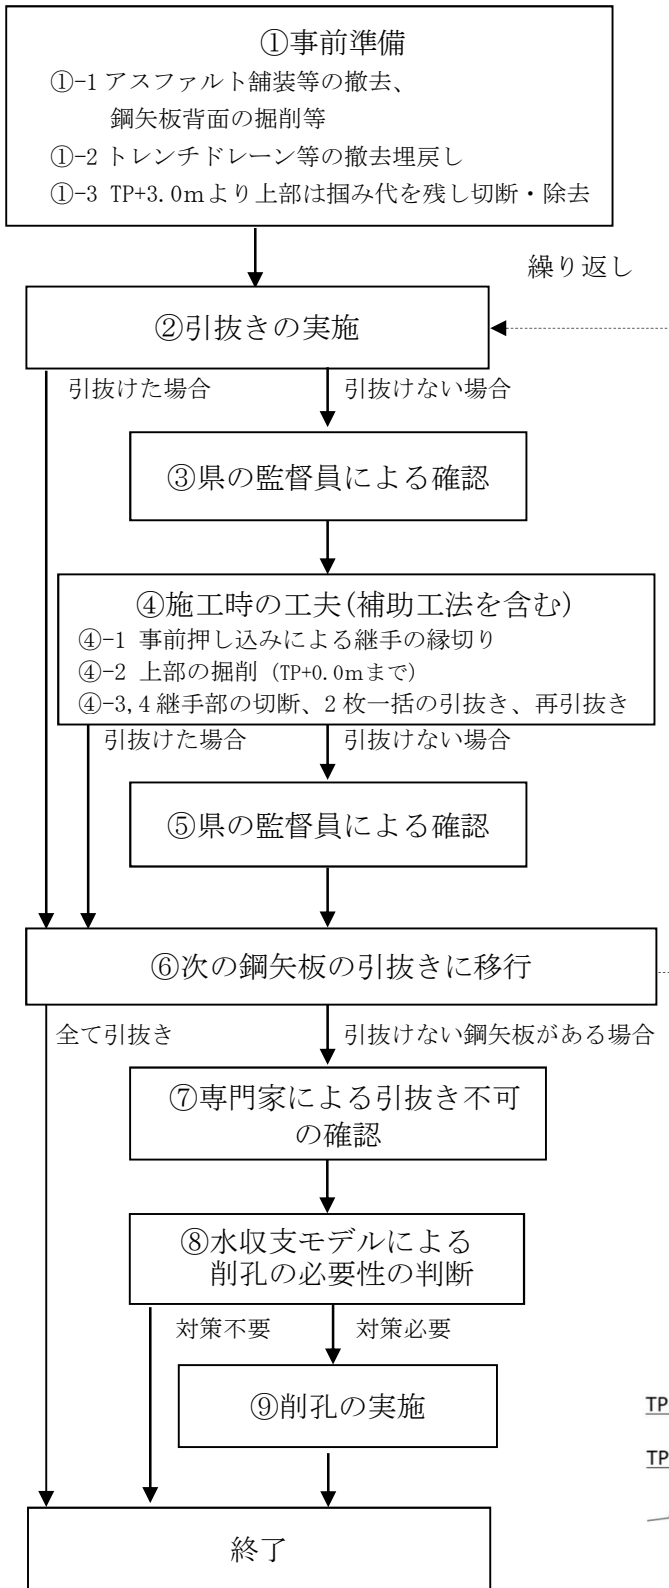 ①事前準備
①-1 アスファルト舗装等の撤去、
鋼矢板背面の掘削等
①-2 トレンチドレーン等の撤去埋戻し
①-3 TP+3.0mより上部は掴み代を残し切断・除去
繰り返し
②引抜きの実施
引抜けた場合
引抜けない場合
③県の監督員による確認
④施工時の工夫(補助工法を含む)
④-1 事前押し込みによる継手の縁切り
④-2 上部の掘削 (TP+0.0mまで)
④-3,4 継手部の切断、2枚一括の引抜き、再引抜き
引抜けた場合
引抜けない場合
⑤県の監督員による確認
⑥次の鋼矢板の引抜きに移行
全て引抜き
引抜けない鋼矢板がある場合
⑦専門家による引抜き不可
の確認
⑧水収支モデルによる
削孔の必要性の判断
対策不要
対策必要
⑨削孔の実施
TP
TP
終了